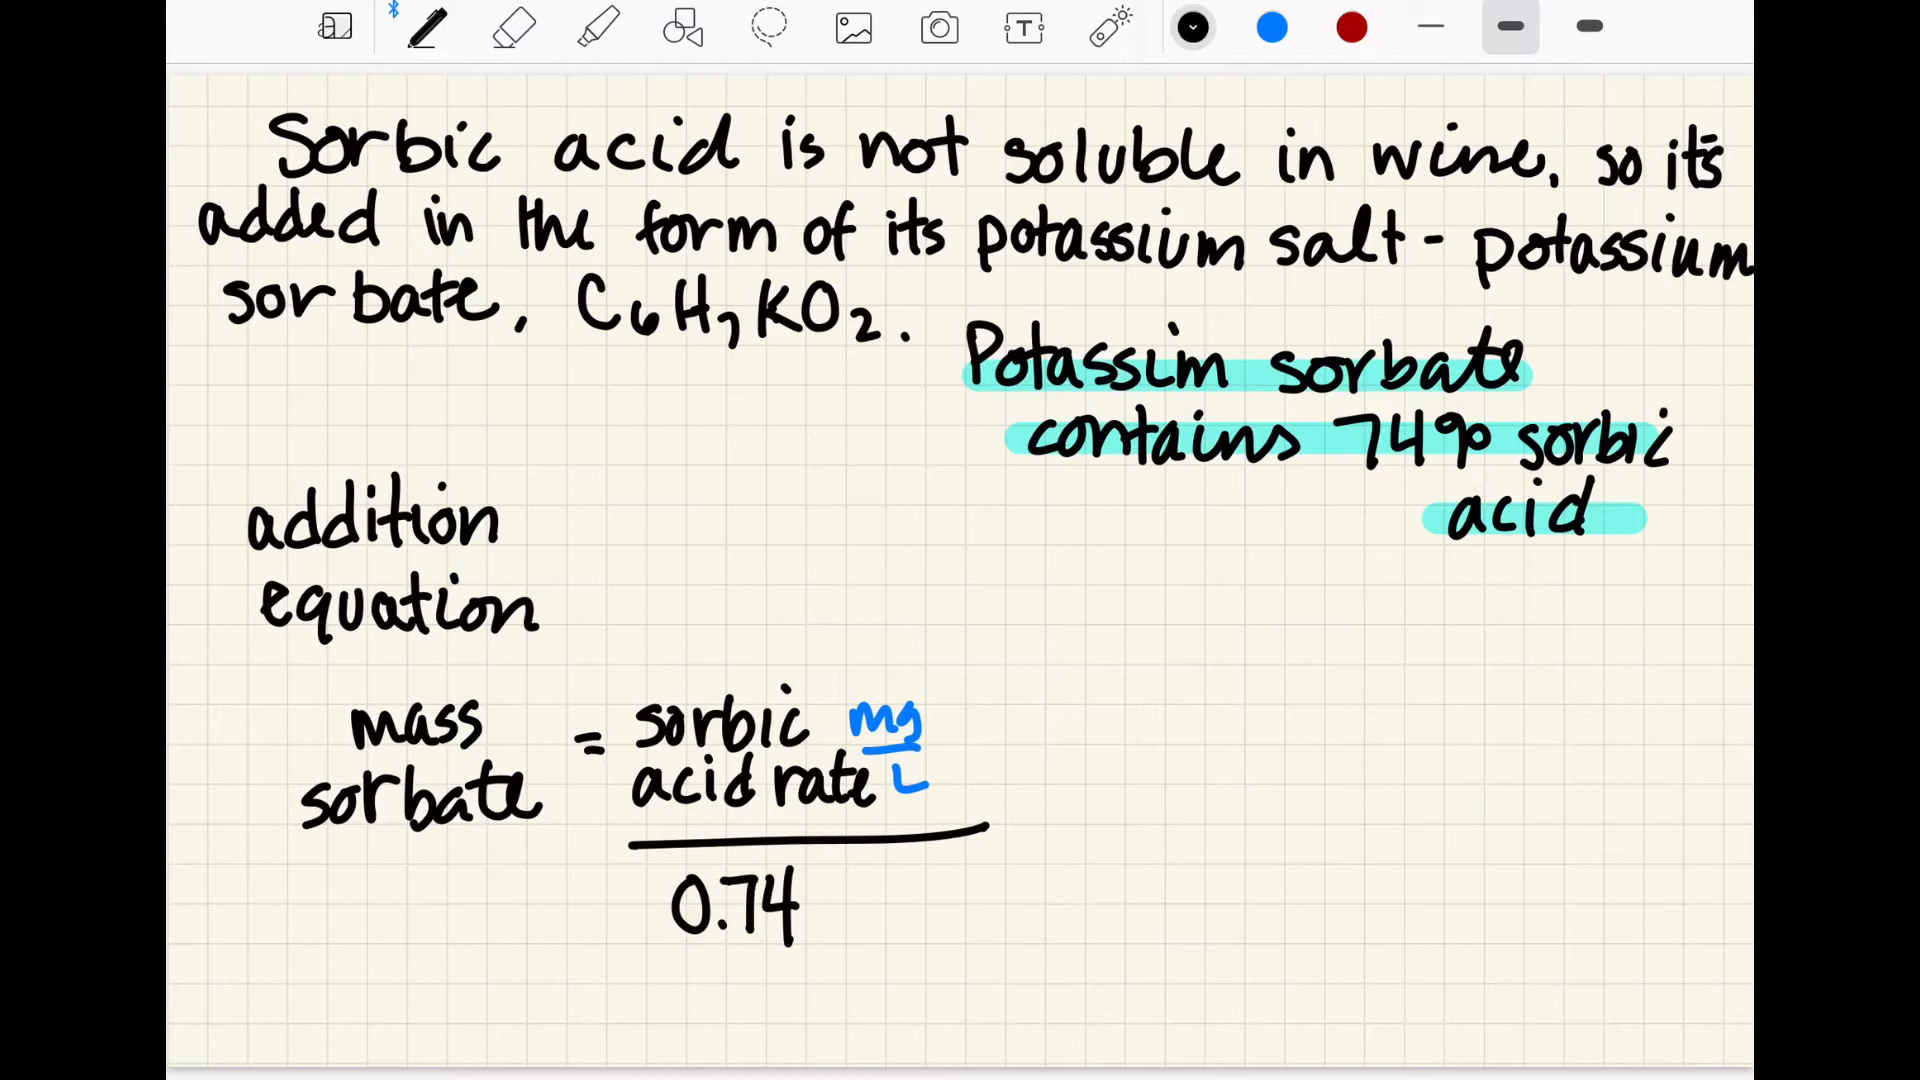 Sorbic acid is not soluble in wine, so it's
added in the form of its potassium salt - potassium
sorbate, C₆H₇KO₂.
Potassim sorbate
contains 74% sorbic
acid
addition
equation
mass
sorbate
=
sorbic mg
acid rate L
0.74